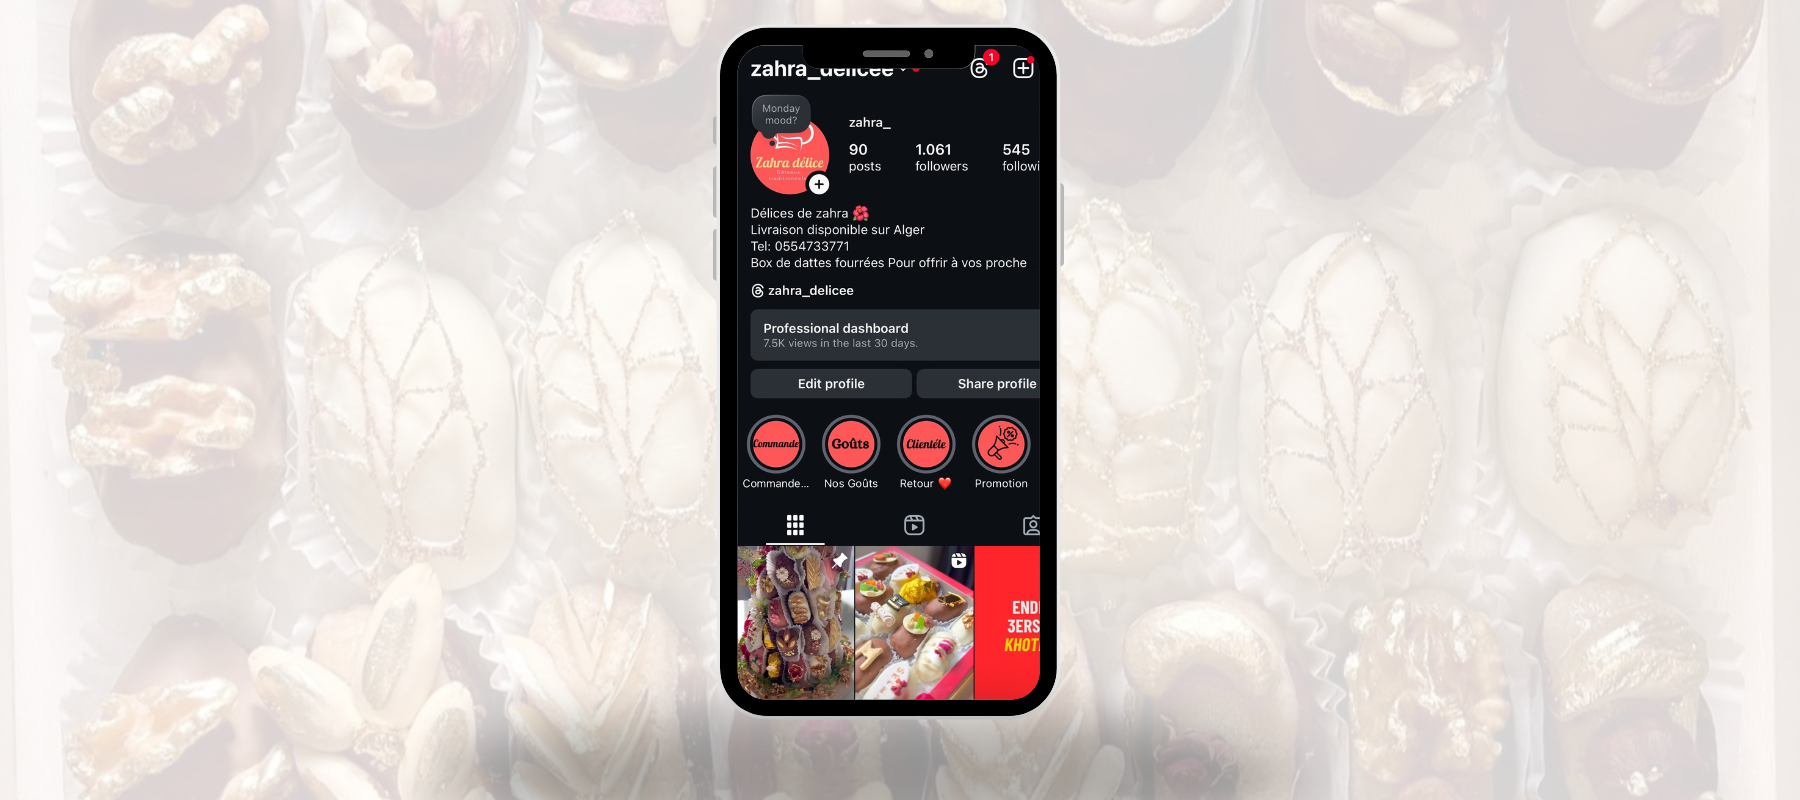 zahra_delicee
1
Monday
mood?
zahra_
90
posts
1.061
followers
545
followi
Zahra délice
Délices de zahra
Livraison disponible sur Alger
Tel: 0554733771
Box de dattes fourrées Pour offrir à vos proche
zahra_delicee
Professional dashboard
7.5K views in the last 30 days.
Edit profile
Share profile
Commande
Goûts
Clientéle
Commande...
Nos Goûts
Retour
Promotion
END
3ERS
KHOT